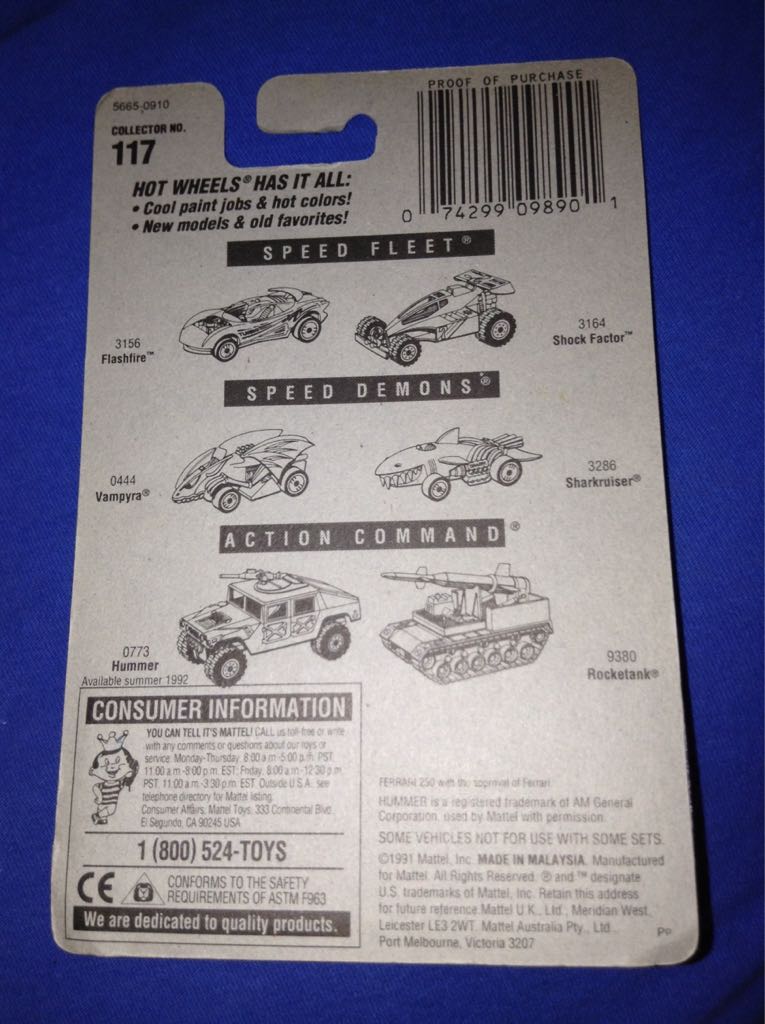 5665-0910
COLLECTOR NO.
117
PROOF OF PURCHASE
0 74299 09890 1
HOT WHEELS® HAS IT ALL:
• Cool paint jobs & hot colors!
• New models & old favorites!
SPEED FLEET®
3156
Flashfire™
3164
Shock Factor™
SPEED DEMONS®
0444
Vampyra®
3286
Sharkruiser®
ACTION COMMAND®
0773
Hummer
Available summer 1992
9380
Rocketank®
CONSUMER INFORMATION
YOU CAN TELL IT'S MATTEL! CALL us toll-free or write
with any comments or questions about our toys or
service. Monday-Thursday: 8:00 a.m.-5:00 p.m. PST,
11:00 a.m.-8:00 p.m. EST; Friday, 8:00 a.m.-12:30 p.m.
PST, 11:00 a.m.-3:30 p.m. EST. Outside U.S.A., see
telephone directory for Mattel listing.
Consumer Affairs, Mattel Toys, 333 Continental Blvd.,
El Segundo, CA 90245 USA
1 (800) 524-TOYS
CE
CONFORMS TO THE SAFETY
REQUIREMENTS OF ASTM F963
We are dedicated to quality products.
FERRARI 250 with the approval of Ferrari.
HUMMER is a registered trademark of AM General
Corporation, used by Mattel with permission.
SOME VEHICLES NOT FOR USE WITH SOME SETS.
©1991 Mattel, Inc. MADE IN MALAYSIA. Manufactured
for Mattel. All Rights Reserved. ® and ™ designate
U.S. trademarks of Mattel, Inc. Retain this address
for future reference: Mattel U.K., Ltd., Meridian West,
Leicester LE3 2WT. Mattel Australia Pty., Ltd.,
Port Melbourne, Victoria 3207
PP